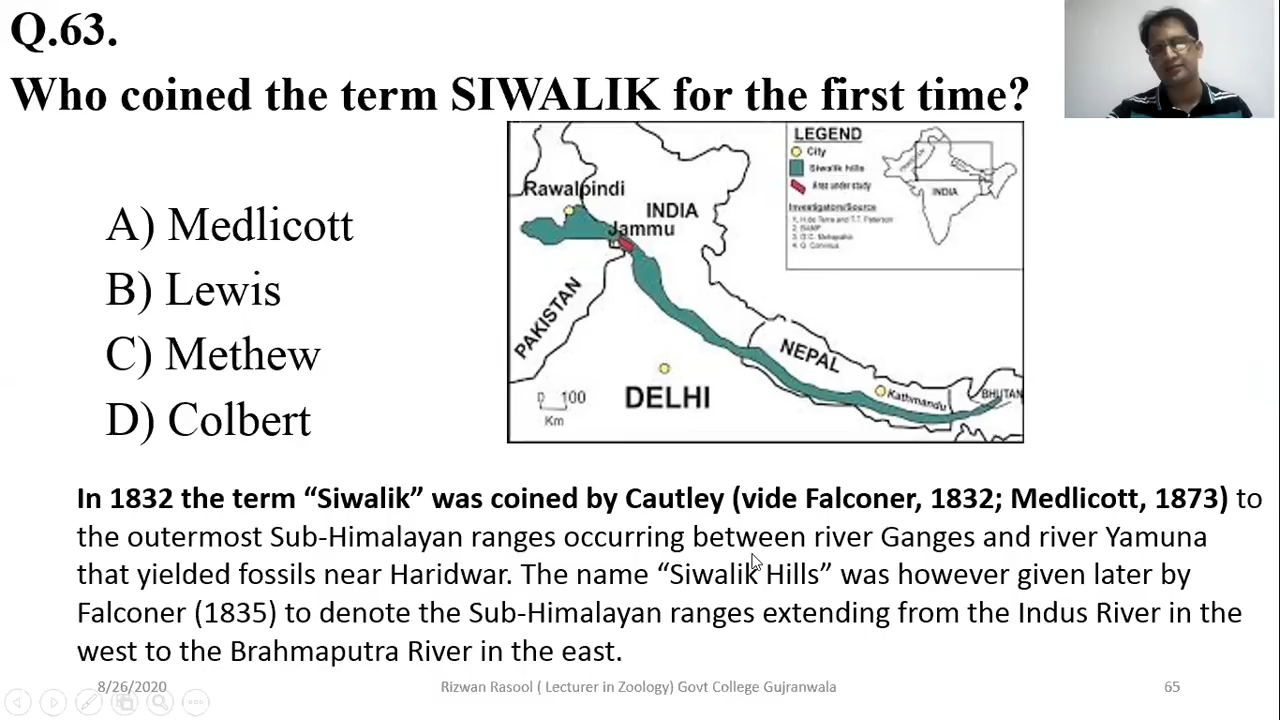 Q.63.
Who coined the term SIWALIK for the first time?
A) Medlicott
B) Lewis
C) Methew
D) Colbert
LEGEND
City
Siwalik hills
Area under study
Investigators/Source
INDIA
Rawalpindi
INDIA
Jammu
PAKISTAN
NEPAL
0 100
Km
DELHI
Kathmandu
BHUTAN
In 1832 the term “Siwalik” was coined by Cautley (vide Falconer, 1832; Medlicott, 1873) to
the outermost Sub-Himalayan ranges occurring between river Ganges and river Yamuna
that yielded fossils near Haridwar. The name “Siwalik Hills” was however given later by
Falconer (1835) to denote the Sub-Himalayan ranges extending from the Indus River in the
west to the Brahmaputra River in the east.
8/26/2020
Rizwan Rasool ( Lecturer in Zoology) Govt College Gujranwala
65